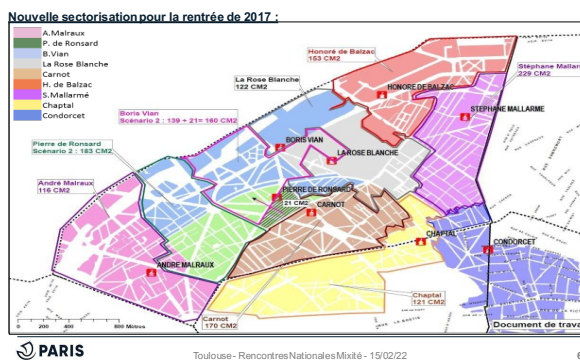 Nouvelle sectorisation pour la rentrée de 2017 :
A.Malraux
P. de Ronsard
B.Vian
La Rose Blanche
Carnot
H. de Balzac
S.Mallarmé
Chaptal
Condorcet
Honoré de Balzac
153 CM2
Stéphane Mallar
229 CM2
La Rose Blanche
122 CM2
HONORE DE BALZAC
STEPHANE MALLARME
Boris Vian
Scénario 2 : 139 + 21= 160 CM2
BORIS VIAN
LA ROSE BLANCHE
Pierre de Ronsard
Scénario 2 : 183 CM2
André Malraux
116 CM2
PIERRE DE RONSARD
21 CM2
CARNOT
CHAPTAL
CONDORCET
ANDRE MALRAUX
Chaptal
121 CM2
Carnot
170 CM2
0 200 400 800 Mètres
Document de trava
PARIS
Toulouse - Rencontres Nationales Mixité - 15/02/22